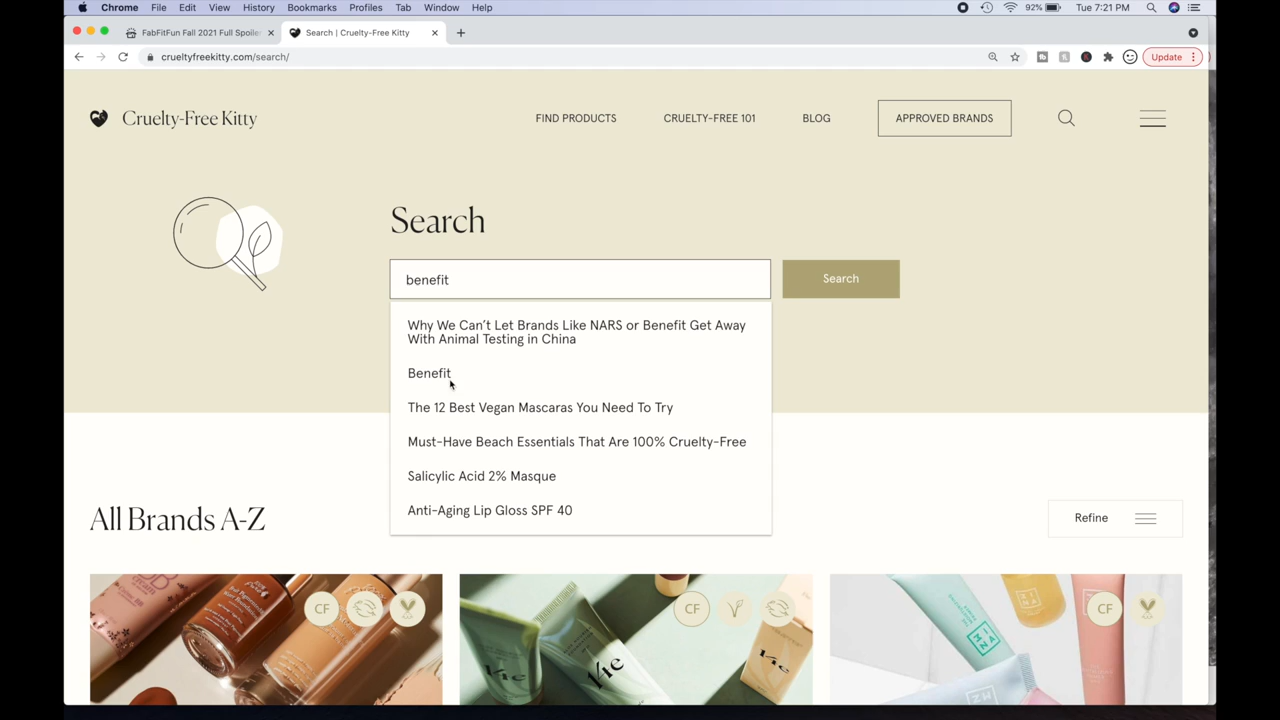 Chrome File Edit View History Bookmarks Profiles Tab Window Help 92% Tue 7:21 PM
FabFitFun Fall 2021 Full Spoiler Search | Cruelty-Free Kitty
crueltyfreekitty.com/search/ Update
Cruelty-Free Kitty FIND PRODUCTS CRUELTY-FREE 101 BLOG APPROVED BRANDS
Search
benefit Search
Why We Can't Let Brands Like NARS or Benefit Get Away
With Animal Testing in China
Benefit
The 12 Best Vegan Mascaras You Need To Try
Must-Have Beach Essentials That Are 100% Cruelty-Free
Salicylic Acid 2% Masque
Anti-Aging Lip Gloss SPF 40
All Brands A-Z Refine
CF CF CF
14e 14e